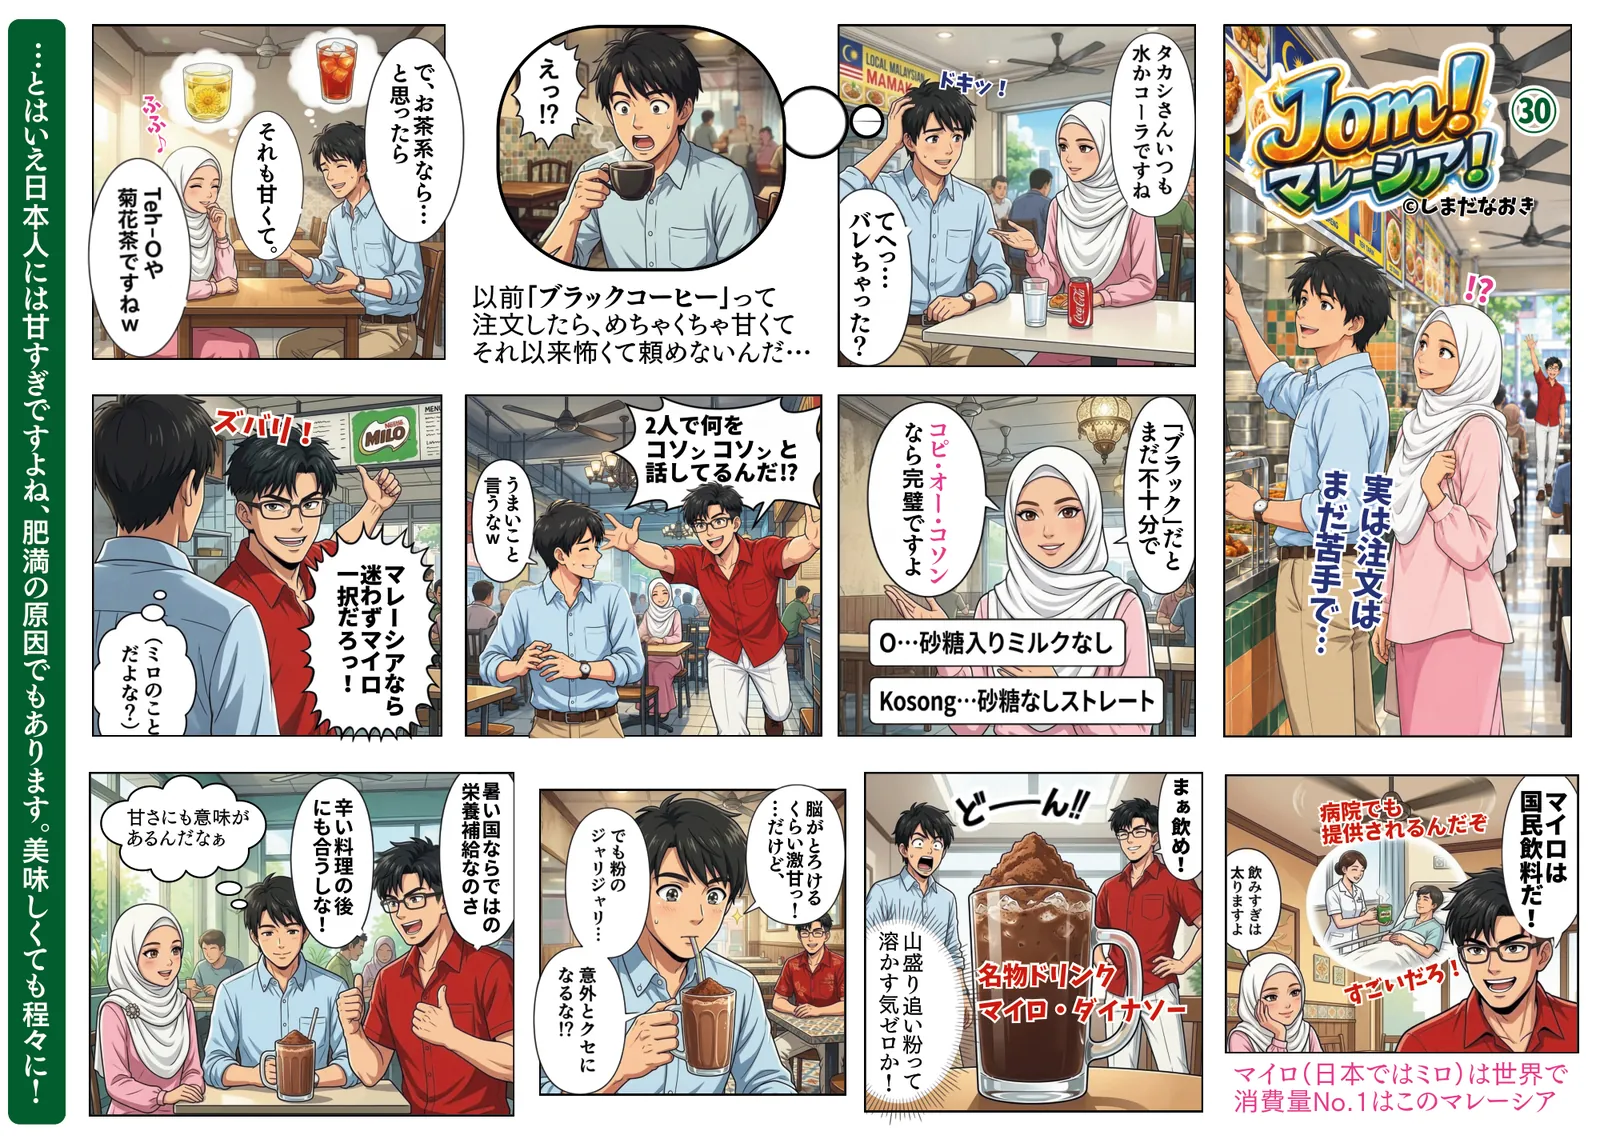 Jom!
マレーシア!
30
©しまだなおき
!?
実は注文は
まだ苦手で…
LOCAL MALAYSIAN
MAMAK
タカシさんいつも
水かコーラですね
ドキッ!
てへっ…
バレちゃった?
Coca-Cola
えっ!?
以前「ブラックコーヒー」って
注文したら、めちゃくちゃ甘くて
それ以来怖くて頼めないんだ…
で、お茶系なら…
と思ったら
それも甘くて。
ふふ♪
Teh-Oや
菊花茶ですねw
「ブラック」だと
まだ不十分で
コピ・オー・コソン
なら完璧ですよ
O…砂糖入りミルクなし
Kosong…砂糖なしストレート
2人で何を
コソン コソン と
話してるんだ!?
うまいこと
言うなw
ズバリ!
NESTLE
MILO
MENU
マレーシアなら
迷わずマイロ
一択だろっ!
(ミロのこと
だよな?)
マイロは
国民飲料だ!
病院でも
提供されるんだぞ
すごいだろ!
飲みすぎは
太りますよ
マイロ(日本ではミロ)は世界で
消費量No.1はこのマレーシア
まぁ飲め!
どーん!!
名物ドリンク
マイロ・ダイナソー
山盛り追い粉って
溶かす気ゼロか!
脳がとろける
くらい激甘っ!
…だけど、
でも粉の
ジャリジャリ…
意外とクセに
なるな!?
暑い国ならではの
栄養補給なのさ
辛い料理の後
にも合うしな!
甘さにも意味が
あるんだなぁ
…とはいえ日本人には甘すぎですよね、肥満の原因でもあります。美味しくても程々に!